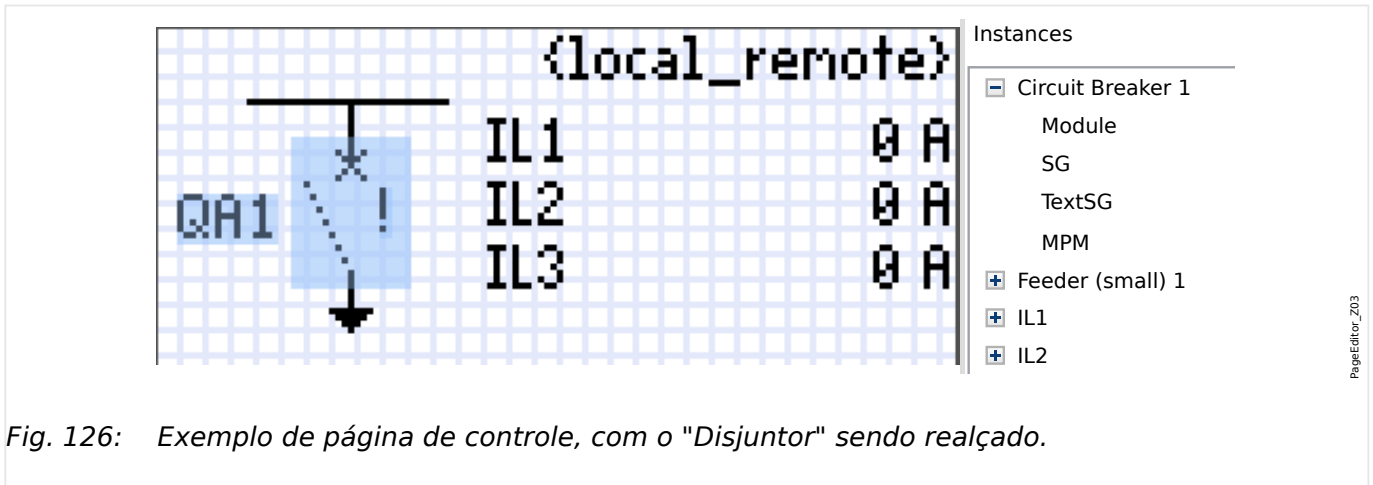 {local_remote}
QA1
!
IL1 0 A
IL2 0 A
IL3 0 A
Instances
Circuit Breaker 1
Module
SG
TextSG
MPM
Feeder (small) 1
IL1
IL2
PageEditor_Z03
Fig. 126: Exemplo de página de controle, com o "Disjuntor" sendo realçado.